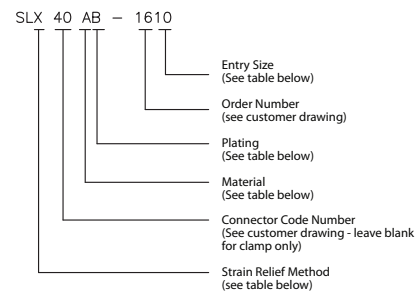 SLX 40 AB - 1610
Entry Size
(See table below)
Order Number
(see customer drawing)
Plating
(See table below)
Material
(See table below)
Connector Code Number
(See customer drawing - leave blank
for clamp only)
Strain Relief Method
(see table below)